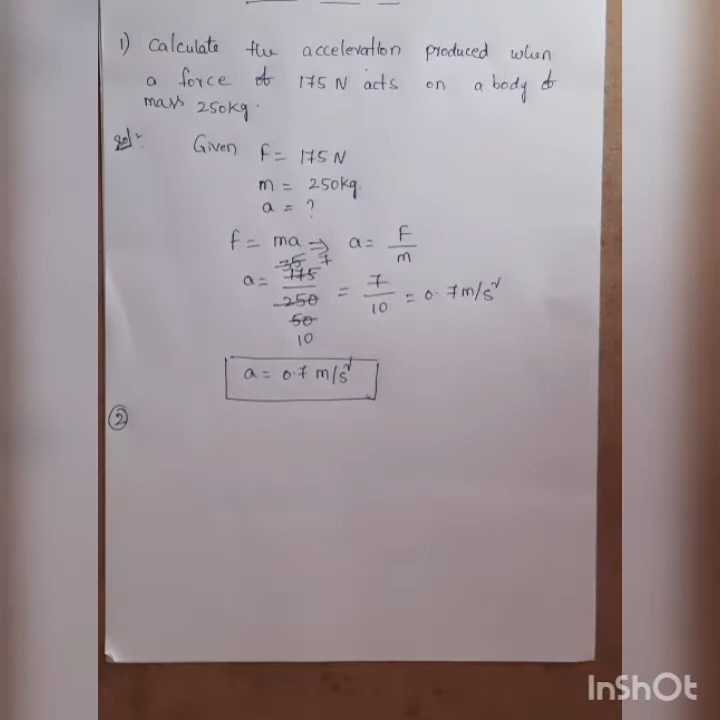 1) Calculate the acceleration produced when
a force of 175 N acts on a body of
mass 250kg.
Sol:
Given F = 175 N
m = 250kg.
a = ?
f = ma ⇒ a = F/m
a = 175/250 = 7/10 = 0.7 m/s²
35 7
50
10
a = 0.7 m/s²
②
InShOt